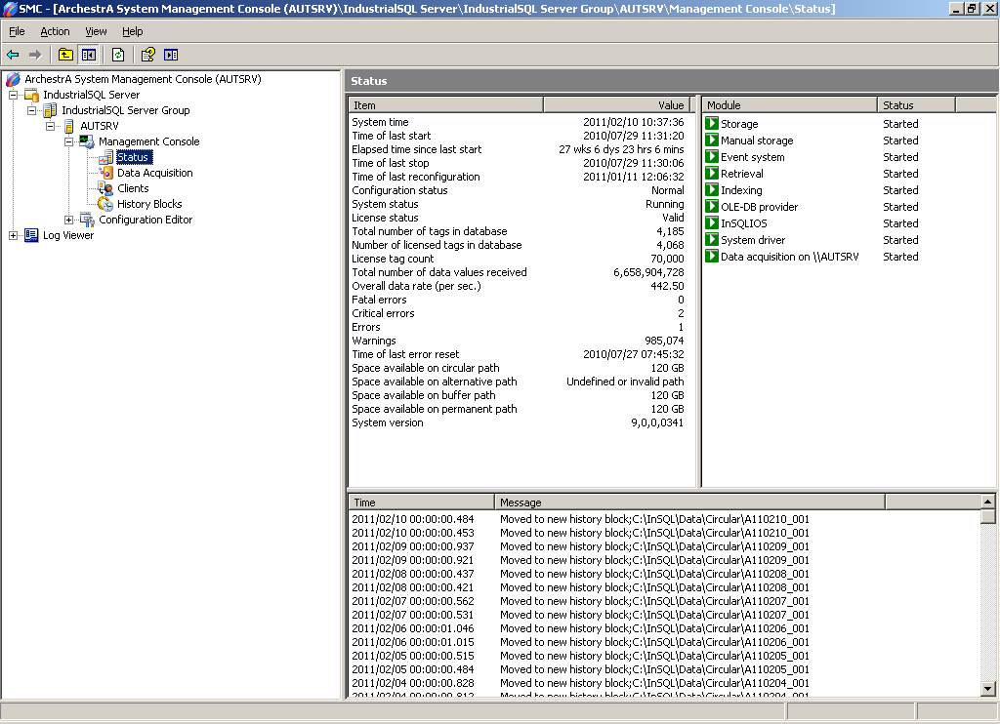 SMC - [ArchestrA System Management Console (AUTSRV)\IndustrialSQL Server\IndustrialSQL Server Group\AUTSRV\Management Console\Status]
File Action View Help
ArchestrA System Management Console (AUTSRV)
IndustrialSQL Server
IndustrialSQL Server Group
AUTSRV
Management Console
Status
Data Acquisition
Clients
History Blocks
Configuration Editor
Log Viewer
Status
Item Value
System time 2011/02/10 10:37:36
Time of last start 2010/07/29 11:31:20
Elapsed time since last start 27 wks 6 dys 23 hrs 6 mins
Time of last stop 2010/07/29 11:30:06
Time of last reconfiguration 2011/01/11 12:06:32
Configuration status Normal
System status Running
License status Valid
Total number of tags in database 4,185
Number of licensed tags in database 4,068
License tag count 70,000
Total number of data values received 6,658,904,728
Overall data rate (per sec.) 442.50
Fatal errors 0
Critical errors 2
Errors 1
Warnings 985,074
Time of last error reset 2010/07/27 07:45:32
Space available on circular path 120 GB
Space available on alternative path Undefined or invalid path
Space available on buffer path 120 GB
Space available on permanent path 120 GB
System version 9,0,0,0341
Module Status
Storage Started
Manual storage Started
Event system Started
Retrieval Started
Indexing Started
OLE-DB provider Started
InSQLIOS Started
System driver Started
Data acquisition on \\AUTSRV Started
Time Message
2011/02/10 00:00:00.484 Moved to new history block;C:\InSQL\Data\Circular\A110210_001
2011/02/10 00:00:00.453 Moved to new history block;C:\InSQL\Data\Circular\A110210_001
2011/02/09 00:00:00.937 Moved to new history block;C:\InSQL\Data\Circular\A110209_001
2011/02/09 00:00:00.921 Moved to new history block;C:\InSQL\Data\Circular\A110209_001
2011/02/08 00:00:00.437 Moved to new history block;C:\InSQL\Data\Circular\A110208_001
2011/02/08 00:00:00.421 Moved to new history block;C:\InSQL\Data\Circular\A110208_001
2011/02/07 00:00:00.562 Moved to new history block;C:\InSQL\Data\Circular\A110207_001
2011/02/07 00:00:00.531 Moved to new history block;C:\InSQL\Data\Circular\A110207_001
2011/02/06 00:00:01.046 Moved to new history block;C:\InSQL\Data\Circular\A110206_001
2011/02/06 00:00:01.015 Moved to new history block;C:\InSQL\Data\Circular\A110206_001
2011/02/05 00:00:00.515 Moved to new history block;C:\InSQL\Data\Circular\A110205_001
2011/02/05 00:00:00.484 Moved to new history block;C:\InSQL\Data\Circular\A110205_001
2011/02/04 00:00:00.828 Moved to new history block;C:\InSQL\Data\Circular\A110204_001
2011/02/04 00:00:00.812 Moved to new history block;C:\InSQL\Data\Circular\A110204_001